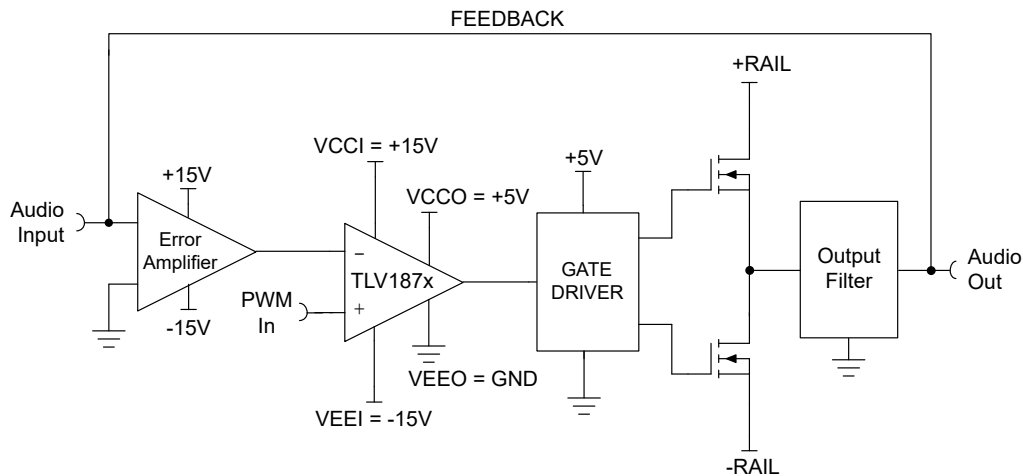 FEEDBACK
+RAIL
VCCI = +15V
+5V
+15V
VCCO = +5V
Audio
Input
Error
Amplifier
−
TLV187x
GATE
DRIVER
Output
Filter
Audio
Out
PWM
In
+
-15V
VEEO = GND
VEEI = -15V
-RAIL